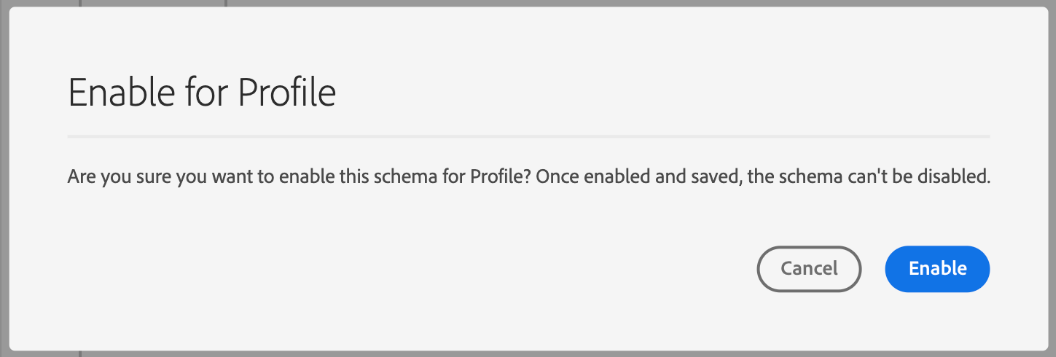 Enable for Profile
Are you sure you want to enable this schema for Profile? Once enabled and saved, the schema can't be disabled.
Cancel
Enable